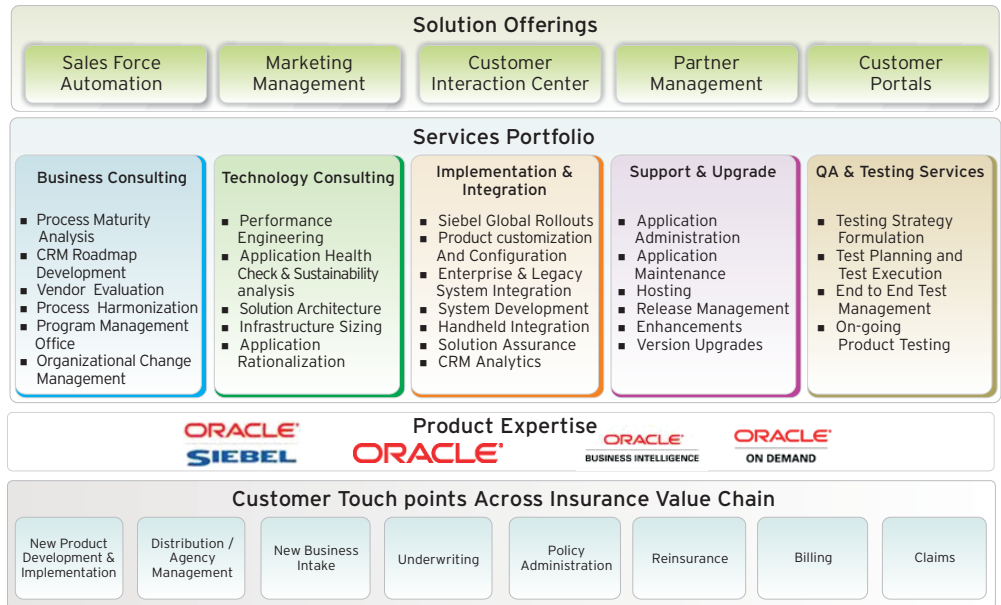 Solution Offerings
Sales Force
Automation
Marketing
Management
Customer
Interaction Center
Partner
Management
Customer
Portals
Services Portfolio
Business Consulting
▪ Process Maturity
Analysis
▪ CRM Roadmap
Development
▪ Vendor Evaluation
▪ Process Harmonization
▪ Program Management
Office
▪ Organizational Change
Management
Technology Consulting
▪ Performance
Engineering
▪ Application Health
Check & Sustainability
analysis
▪ Solution Architecture
▪ Infrastructure Sizing
▪ Application
Rationalization
Implementation &
Integration
▪ Siebel Global Rollouts
▪ Product customization
And Configuration
▪ Enterprise & Legacy
System Integration
▪ System Development
▪ Handheld Integration
▪ Solution Assurance
▪ CRM Analytics
Support & Upgrade
▪ Application
Administration
▪ Application
Maintenance
▪ Hosting
▪ Release Management
▪ Enhancements
▪ Version Upgrades
QA & Testing Services
▪ Testing Strategy
Formulation
▪ Test Planning and
Test Execution
▪ End to End Test
Management
▪ On-going
Product Testing
Product Expertise
ORACLE
SIEBEL
ORACLE
ORACLE
BUSINESS INTELLIGENCE
ORACLE
ON DEMAND
Customer Touch points Across Insurance Value Chain
New Product
Development &
Implementation
Distribution /
Agency
Management
New Business
Intake
Underwriting
Policy
Administration
Reinsurance
Billing
Claims